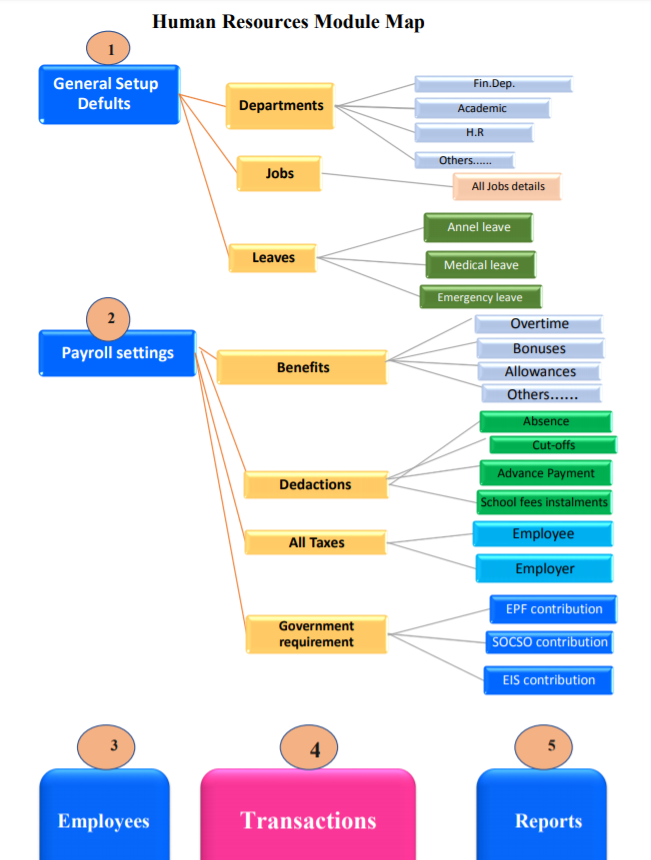 Human Resources Module Map
1
General Setup
Defults
Departments
Fin.Dep.
Academic
H.R
Others......
Jobs
All Jobs details
Leaves
Annel leave
Medical leave
Emergency leave
2
Payroll settings
Benefits
Overtime
Bonuses
Allowances
Others......
Dedactions
Absence
Cut-offs
Advance Payment
School fees instalments
All Taxes
Employee
Employer
Government
requirement
EPF contribution
SOCSO contribution
EIS contribution
3
Employees
4
Transactions
5
Reports